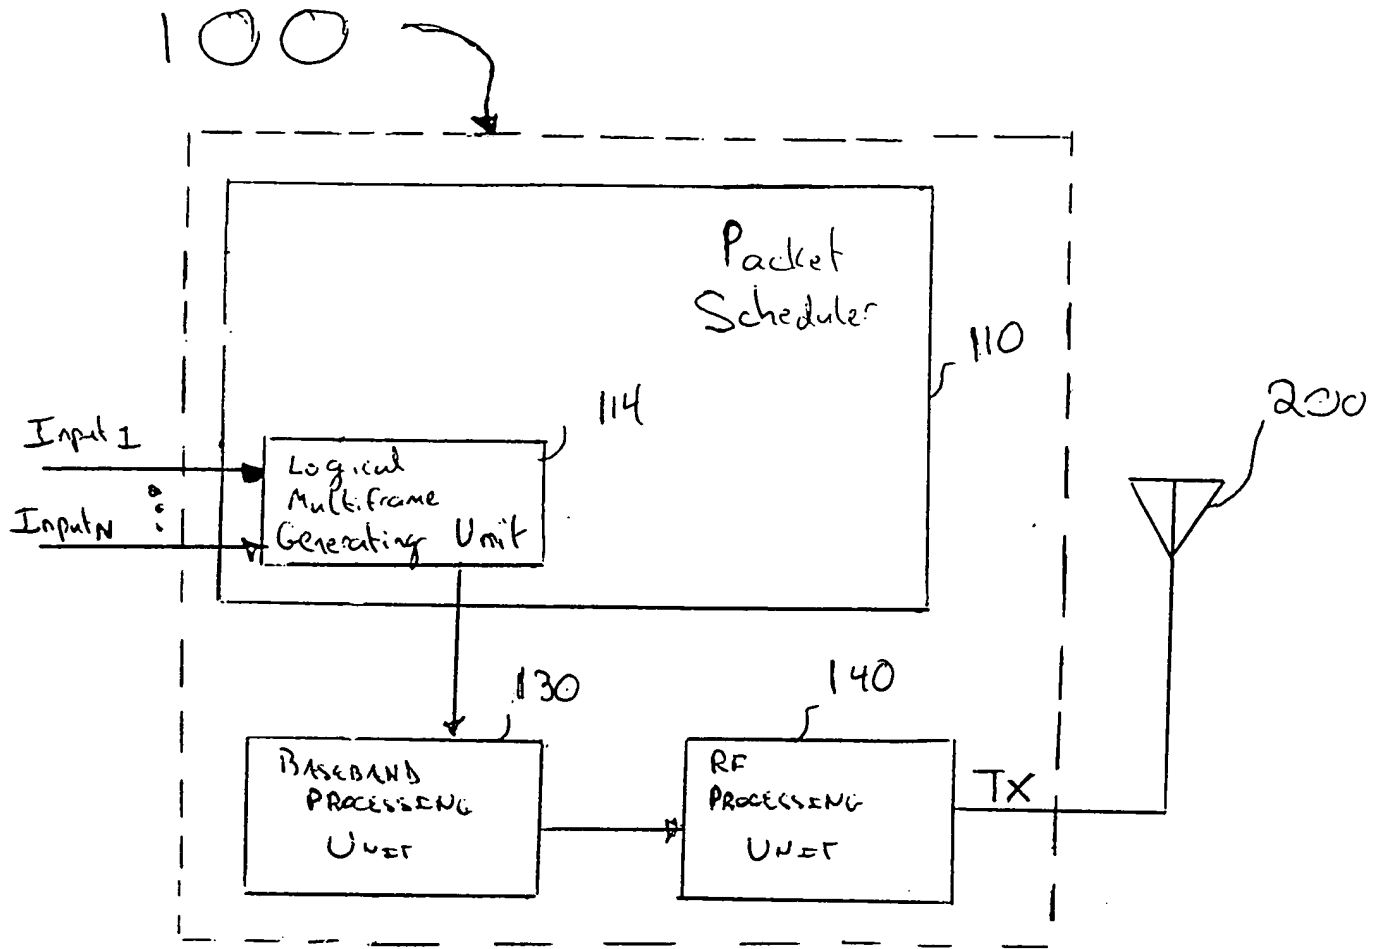 100
Packet
Scheduler
110
200
114
Input 1
Logical
Multiframe
Generating Unit
Input N
130
140
BASEBAND
PROCESSING
UNIT
RF
PROCESSING
UNIT
TX